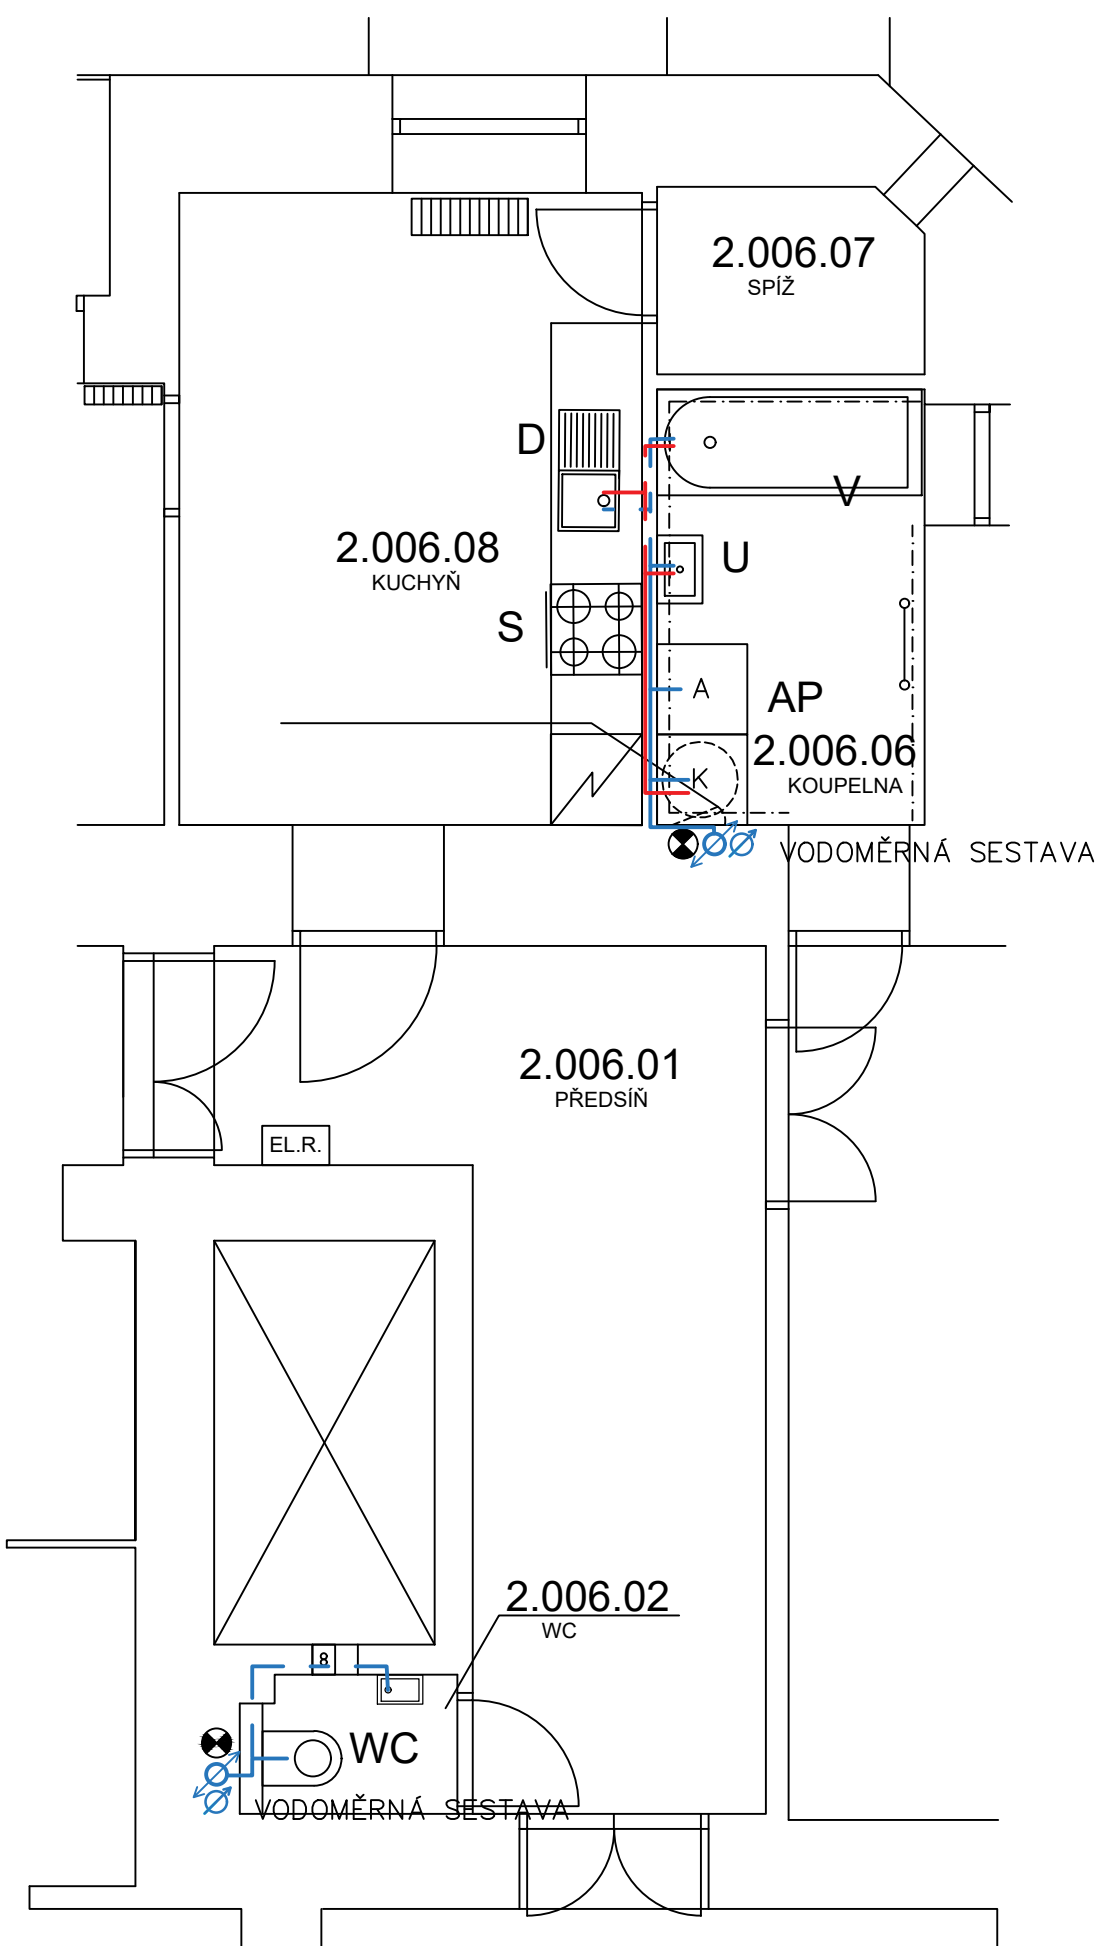 2.006.07
SPÍŽ
D
V
2.006.08
KUCHYŇ
U
S
A
AP
2.006.06
KOUPELNA
K
VODOMĚRNÁ SESTAVA
2.006.01
PŘEDSÍŇ
EL.R.
2.006.02
WC
8
WC
VODOMĚRNÁ SESTAVA